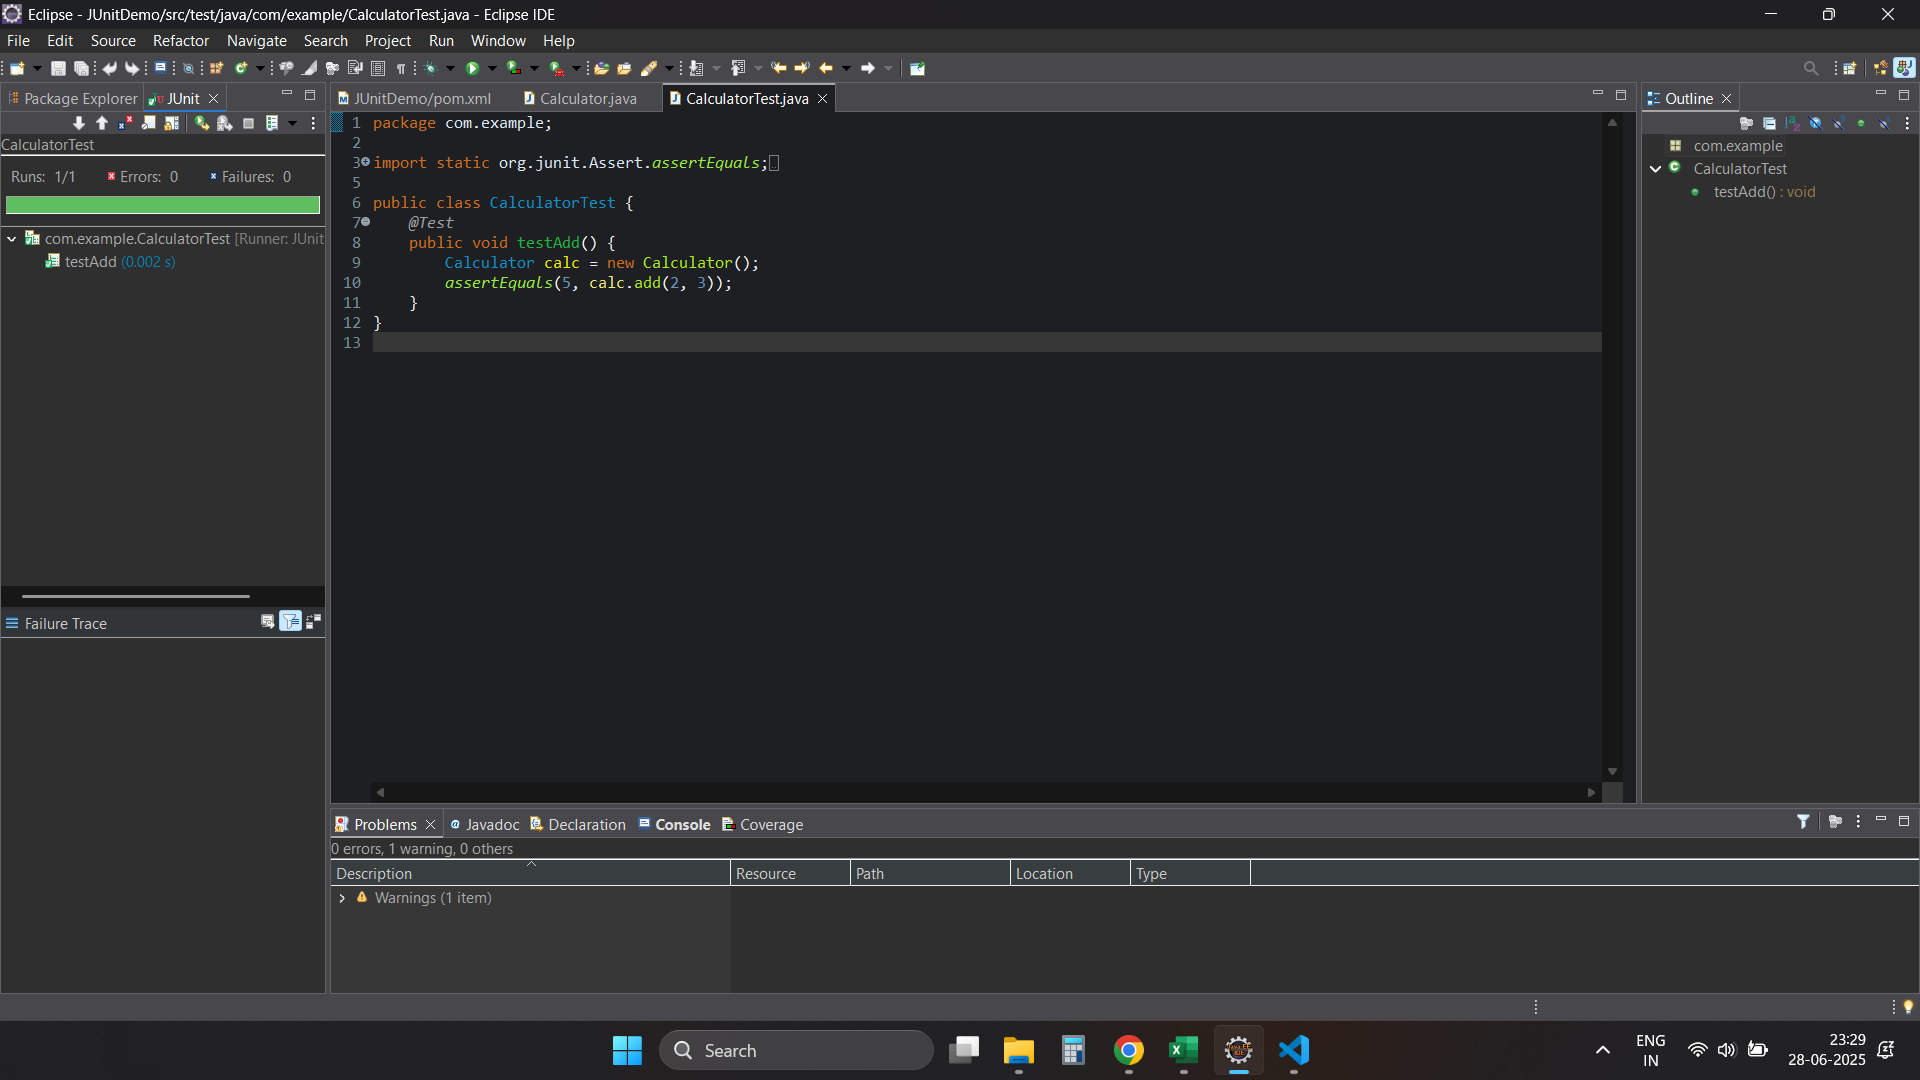 Eclipse - JUnitDemo/src/test/java/com/example/CalculatorTest.java - Eclipse IDE
File Edit Source Refactor Navigate Search Project Run Window Help
Package Explorer JUnit
CalculatorTest
Runs: 1/1 Errors: 0 Failures: 0
com.example.CalculatorTest [Runner: JUnit
testAdd (0.002 s)
Failure Trace
JUnitDemo/pom.xml Calculator.java CalculatorTest.java
1 package com.example;
2
3 import static org.junit.Assert.assertEquals;
5
6 public class CalculatorTest {
7 @Test
8 public void testAdd() {
9 Calculator calc = new Calculator();
10 assertEquals(5, calc.add(2, 3));
11 }
12 }
13
Outline
com.example
CalculatorTest
testAdd() : void
Problems Javadoc Declaration Console Coverage
0 errors, 1 warning, 0 others
Description Resource Path Location Type
Warnings (1 item)
Search
ENG
IN
23:29
28-06-2025